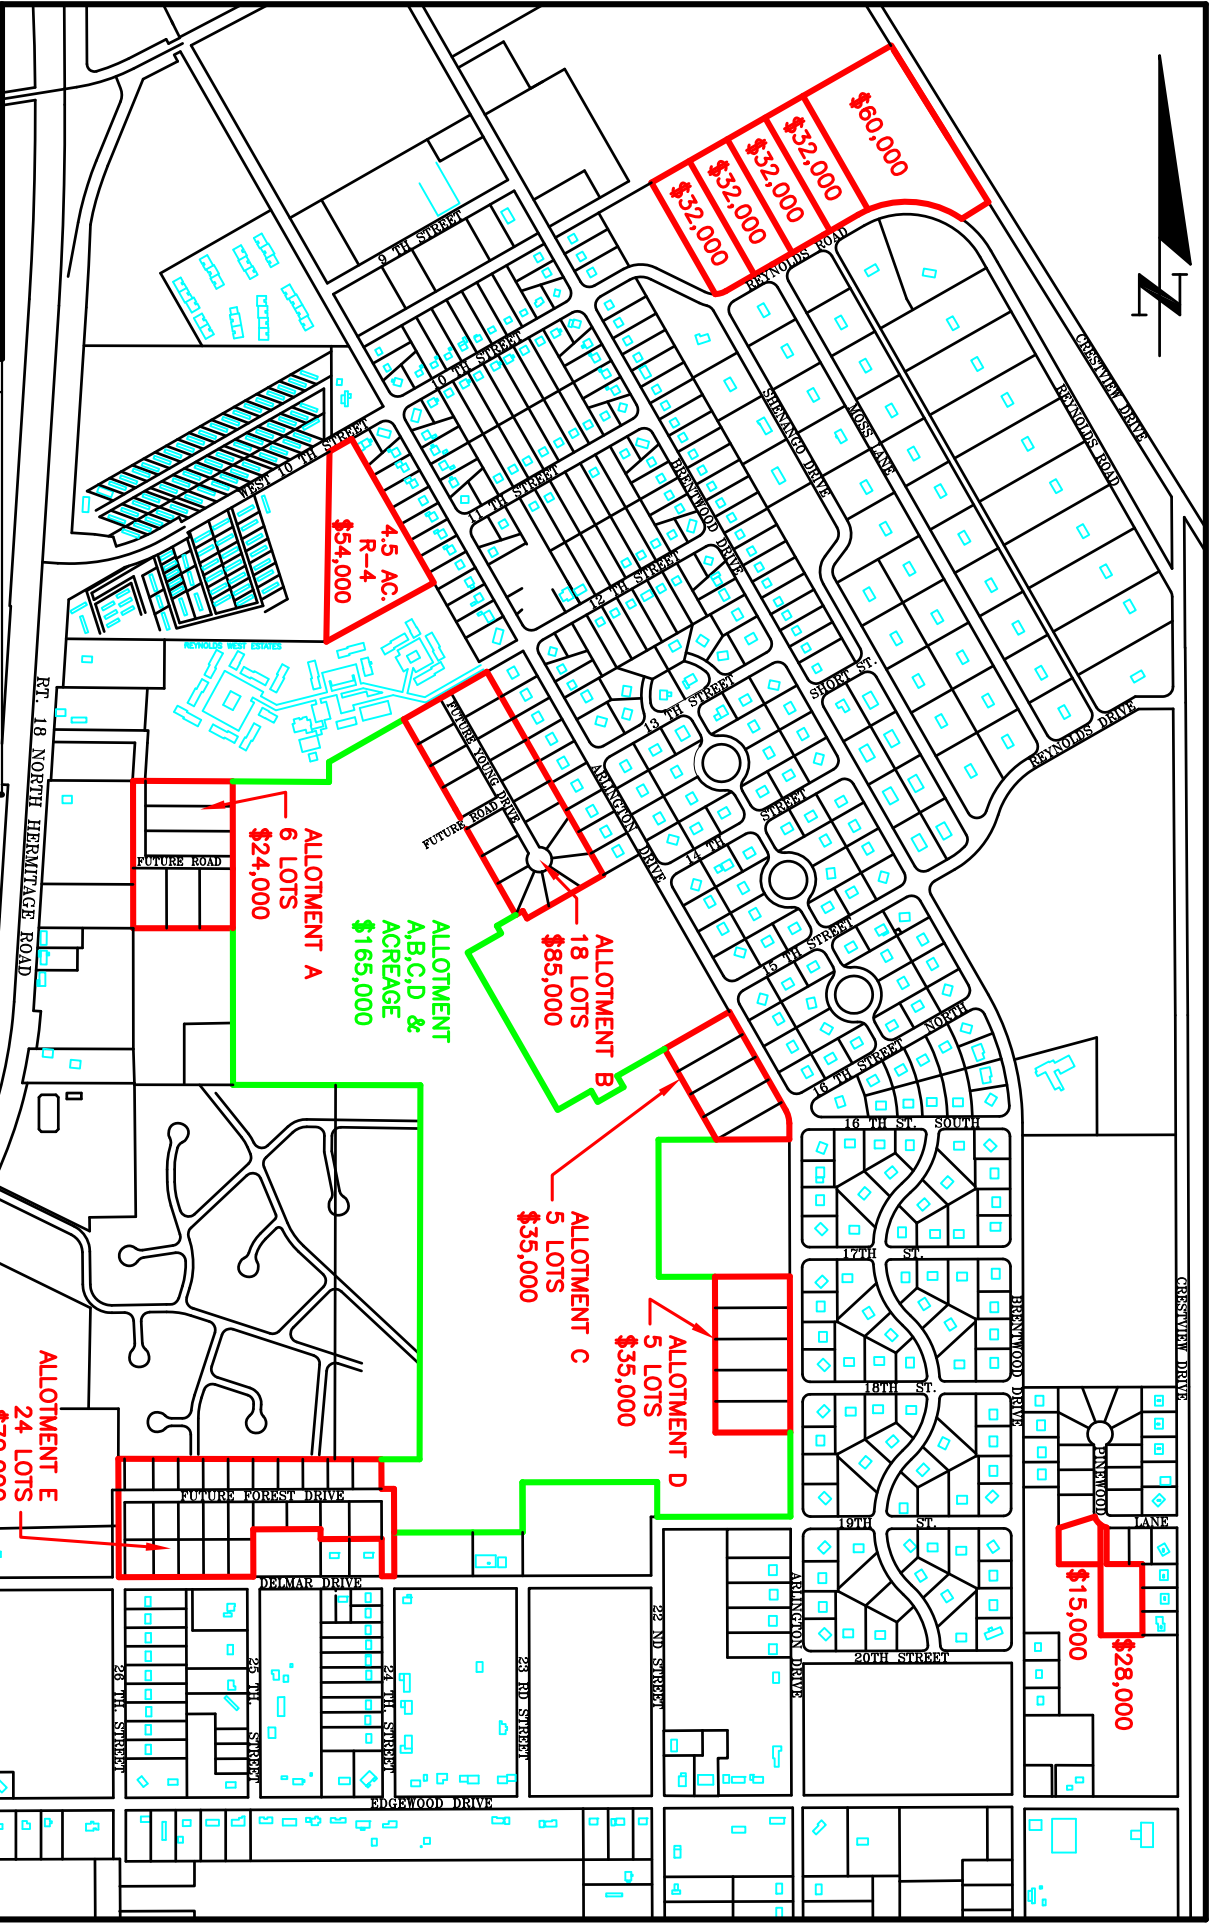 N
$60,000
$32,000
$32,000
$32,000
$32,000
CRESTVIEW DRIVE
REYNOLDS ROAD
REYNOLDS ROAD
MOSS LANE
SHENANGO DRIVE
9 TH STREET
10 TH STREET
11 TH STREET
BRENTWOOD DRIVE
12 TH STREET
WEST 10 TH STREET
4.5 AC.
R-4
$54,000
REYNOLDS WEST ESTATES
SHORT ST.
13 TH STREET
REYNOLDS DRIVE
14 TH STREET
ARLINGTON DRIVE
FUTURE YOUNG DRIVE
FUTURE ROAD
RT. 18 NORTH HERMITAGE ROAD
FUTURE ROAD
ALLOTMENT A
6 LOTS
$24,000
ALLOTMENT
A,B,C,D &
ACREAGE
$165,000
ALLOTMENT B
18 LOTS
$85,000
15 TH STREET
16 TH STREET NORTH
16 TH ST. SOUTH
ALLOTMENT C
5 LOTS
$35,000
17TH ST.
ALLOTMENT D
5 LOTS
$35,000
18TH ST.
BRENTWOOD DRIVE
CRESTVIEW DRIVE
PINEWOOD LANE
$15,000
$28,000
19TH ST.
20TH STREET
ARLINGTON DRIVE
ALLOTMENT E
24 LOTS
FUTURE FOREST DRIVE
DELMAR DRIVE
22 ND STREET
23 RD STREET
24 TH. STREET
25 TH. STREET
26 TH. STREET
EDGEWOOD DRIVE